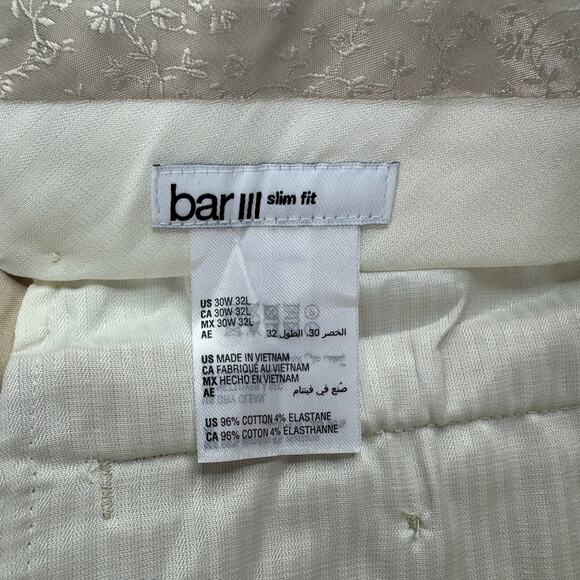 bar III slim fit
US 30W 32L
CA 30W 32L
MX 30W 32L
AE الخصر 30، الطول 32
US MADE IN VIETNAM
CA FABRIQUÉ AU VIETNAM
MX HECHO EN VIETNAM
AE صُنع في فيتنام
US 96% COTTON 4% ELASTANE
CA 96% COTON 4% ÉLASTHANNE